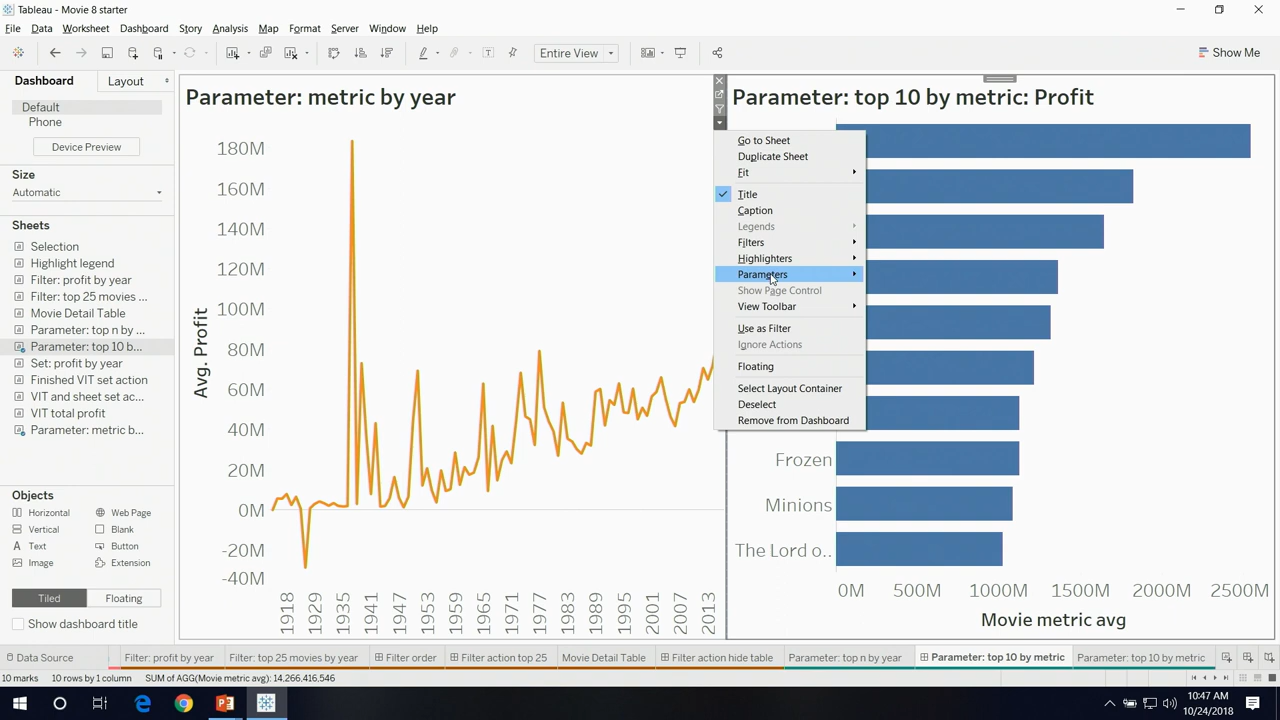 Tableau - Movie 8 starter
File Data Worksheet Dashboard Story Analysis Map Format Server Window Help
Entire View
Show Me
Dashboard Layout
Default
Phone
Device Preview
Size
Automatic
Sheets
Selection
Highlight legend
Filter: profit by year
Filter: top 25 movies ...
Movie Detail Table
Parameter: top n by ...
Parameter: top 10 b...
Set: profit by year
Finished VIT set action
VIT and sheet set ac...
VIT total profit
Parameter: metric b...
Objects
Horizontal Web Page
Vertical Blank
Text Button
Image Extension
Tiled Floating
Show dashboard title
Parameter: metric by year
Avg. Profit
180M
160M
140M
120M
100M
80M
60M
40M
20M
0M
-20M
-40M
1918 1929 1935 1941 1947 1953 1959 1965 1971 1977 1983 1989 1995 2001 2007 2013
Go to Sheet
Duplicate Sheet
Fit
Title
Caption
Legends
Filters
Highlighters
Parameters
Show Page Control
View Toolbar
Use as Filter
Ignore Actions
Floating
Select Layout Container
Deselect
Remove from Dashboard
Parameter: top 10 by metric: Profit
Frozen
Minions
The Lord o..
0M 500M 1000M 1500M 2000M 2500M
Movie metric avg
Data Source Filter: profit by year Filter: top 25 movies by year Filter order Filter action top 25 Movie Detail Table Filter action hide table Parameter: top n by year Parameter: top 10 by metric Parameter: top 10 by metric
10 marks 10 rows by 1 column SUM of AGG(Movie metric avg): 14,266,416,546
10:47 AM
10/24/2018